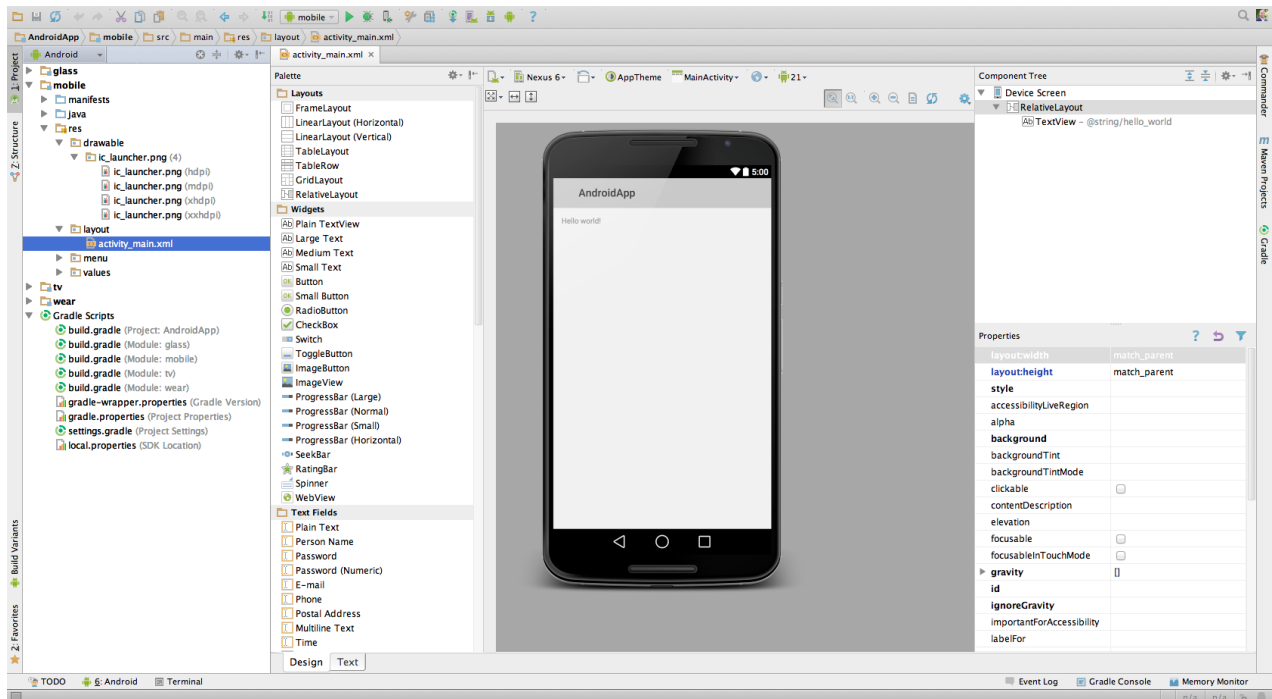 mobile
AndroidApp mobile src main res layout activity_main.xml
1: Project
Z: Structure
Build Variants
2: Favorites
Android
glass
mobile
manifests
java
res
drawable
ic_launcher.png (4)
ic_launcher.png (hdpi)
ic_launcher.png (mdpi)
ic_launcher.png (xhdpi)
ic_launcher.png (xxhdpi)
layout
activity_main.xml
menu
values
tv
wear
Gradle Scripts
build.gradle (Project: AndroidApp)
build.gradle (Module: glass)
build.gradle (Module: mobile)
build.gradle (Module: tv)
build.gradle (Module: wear)
gradle-wrapper.properties (Gradle Version)
gradle.properties (Project Properties)
settings.gradle (Project Settings)
local.properties (SDK Location)
activity_main.xml
Palette
Layouts
FrameLayout
LinearLayout (Horizontal)
LinearLayout (Vertical)
TableLayout
TableRow
GridLayout
RelativeLayout
Widgets
Ab Plain TextView
Ab Large Text
Ab Medium Text
Ab Small Text
OK Button
OK Small Button
RadioButton
CheckBox
Switch
ToggleButton
ImageButton
ImageView
ProgressBar (Large)
ProgressBar (Normal)
ProgressBar (Small)
ProgressBar (Horizontal)
SeekBar
RatingBar
Spinner
WebView
Text Fields
Plain Text
Person Name
Password
Password (Numeric)
E-mail
Phone
Postal Address
Multiline Text
Time
Design Text
Nexus 6 AppTheme MainActivity 21
5:00
AndroidApp
Hello world!
Component Tree
Device Screen
RelativeLayout
Ab TextView - @string/hello_world
Properties
layout:width match_parent
layout:height match_parent
style
accessibilityLiveRegion
alpha
background
backgroundTint
backgroundTintMode
clickable
contentDescription
elevation
focusable
focusableInTouchMode
gravity []
id
ignoreGravity
importantForAccessibility
labelFor
Commander
m Maven Projects
Gradle
TODO 6: Android Terminal Event Log Gradle Console Memory Monitor
n/a n/a